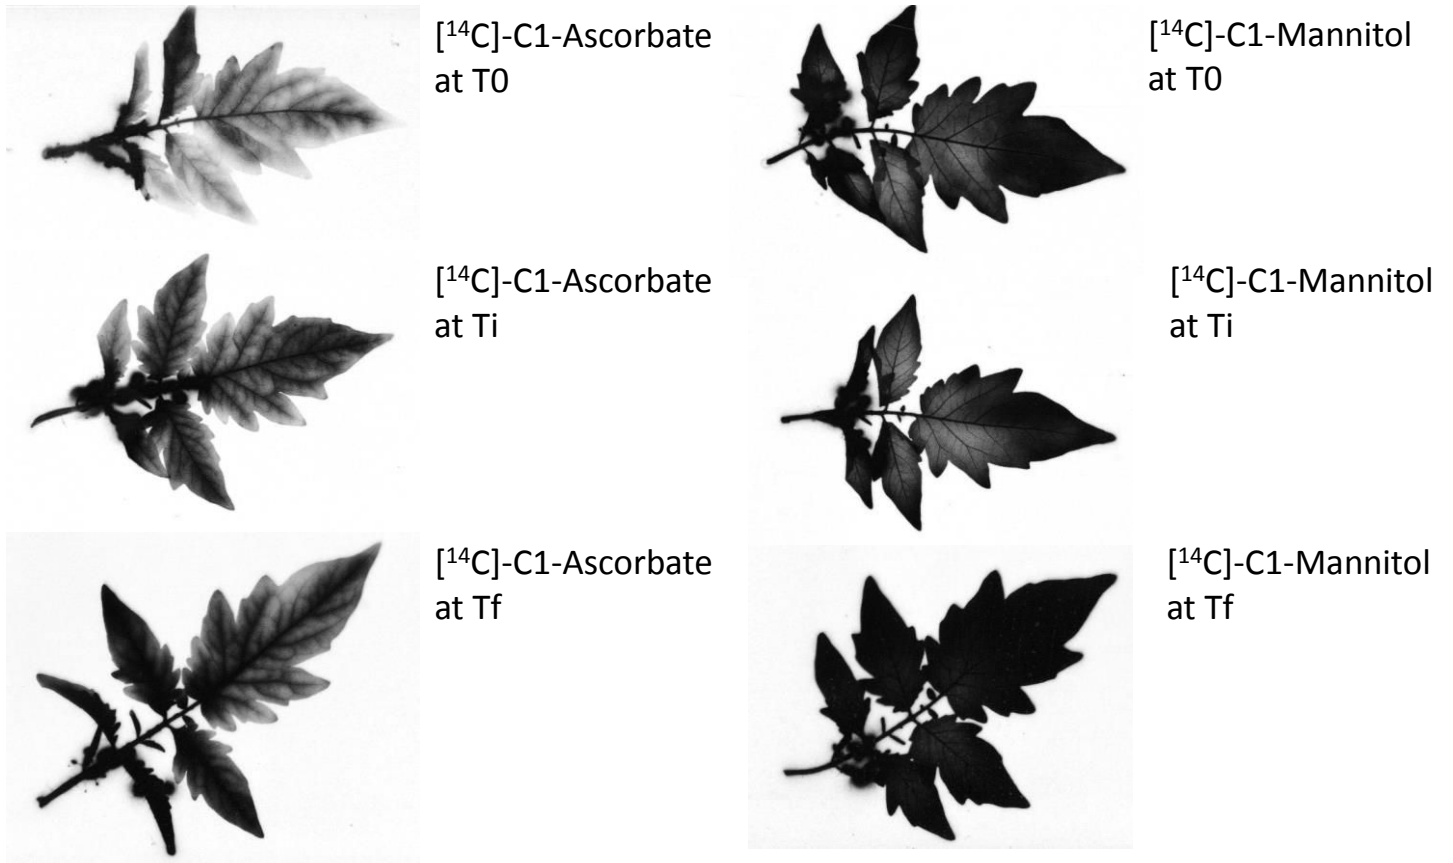 [¹⁴C]-C1-Ascorbate
at T0
[¹⁴C]-C1-Mannitol
at T0
[¹⁴C]-C1-Ascorbate
at Ti
[¹⁴C]-C1-Mannitol
at Ti
[¹⁴C]-C1-Ascorbate
at Tf
[¹⁴C]-C1-Mannitol
at Tf